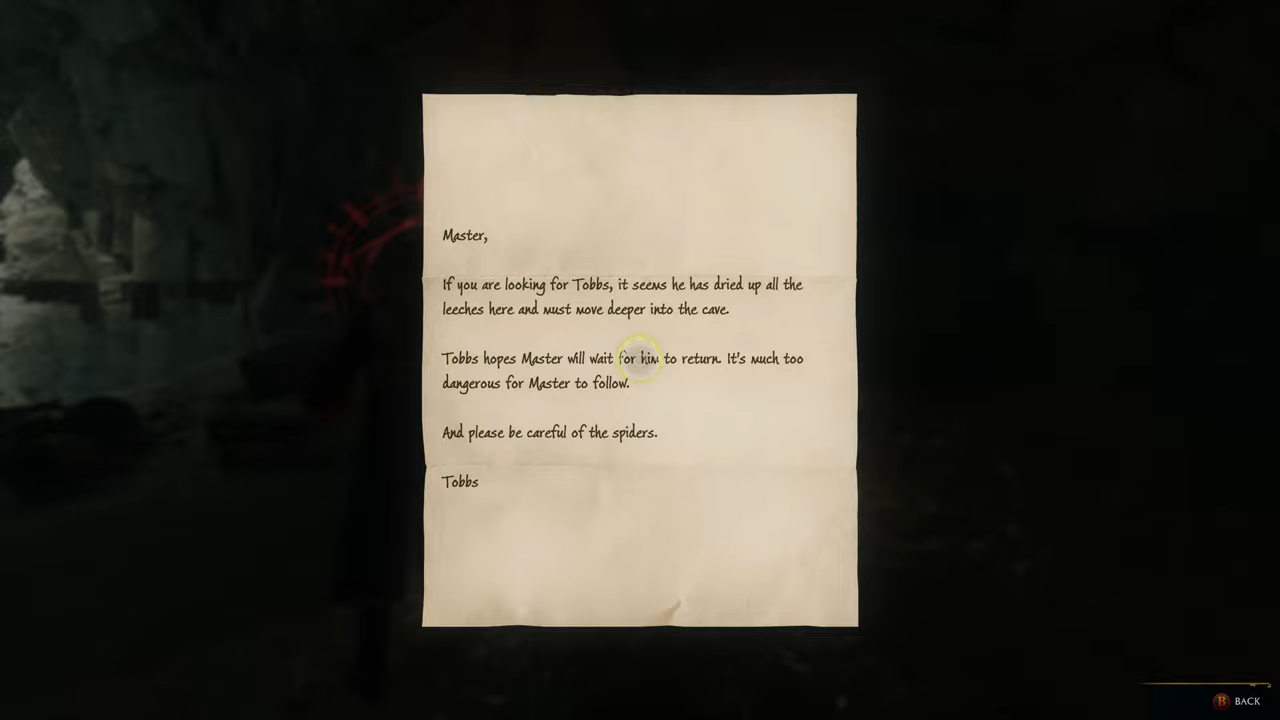 Master,
If you are looking for Tobbs, it seems he has dried up all the
leeches here and must move deeper into the cave.
Tobbs hopes Master will wait for him to return. It's much too
dangerous for Master to follow.
And please be careful of the spiders.
Tobbs
B BACK